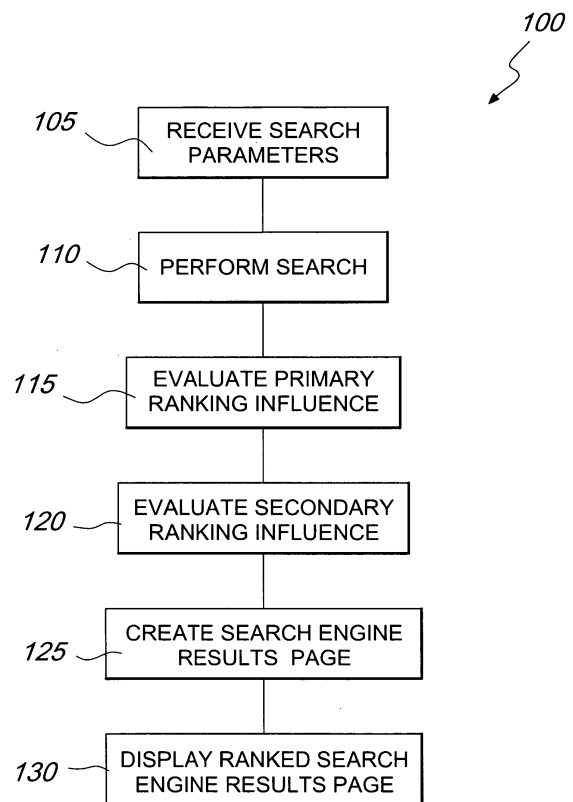 100
105
RECEIVE SEARCH
PARAMETERS
110
PERFORM SEARCH
115
EVALUATE PRIMARY
RANKING INFLUENCE
120
EVALUATE SECONDARY
RANKING INFLUENCE
125
CREATE SEARCH ENGINE
RESULTS PAGE
130
DISPLAY RANKED SEARCH
ENGINE RESULTS PAGE